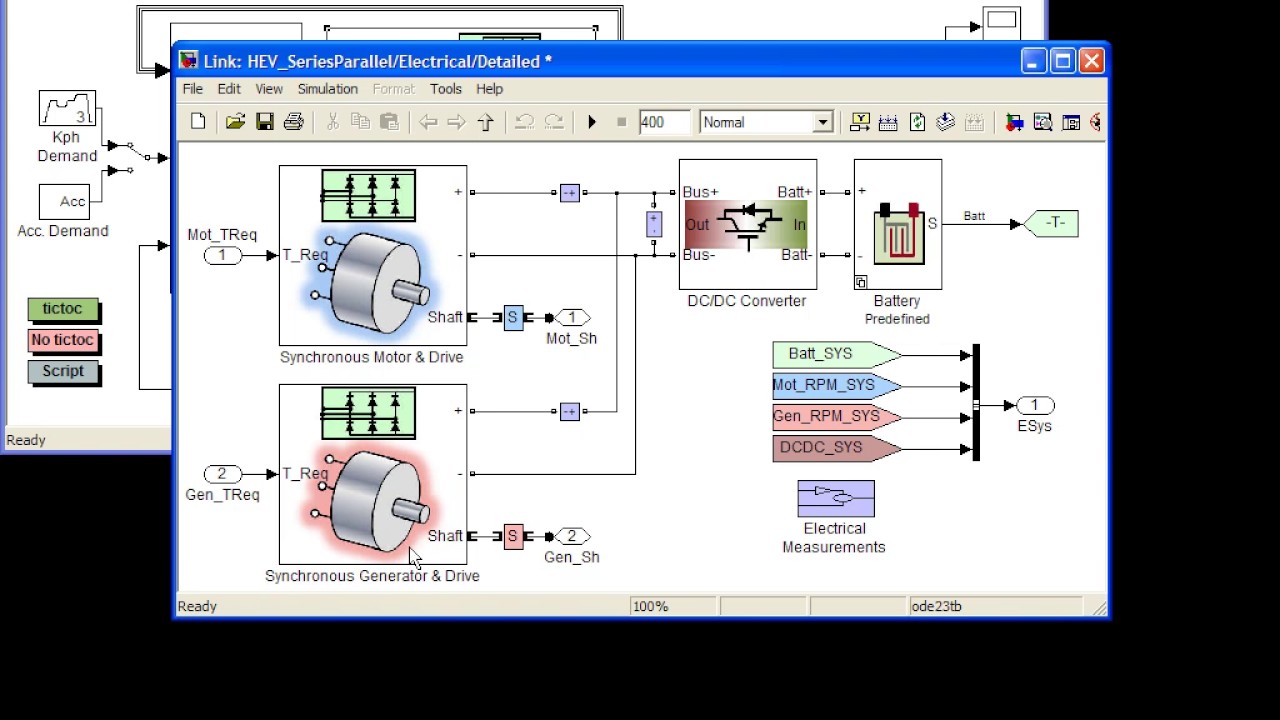 Link: HEV_SeriesParallel/Electrical/Detailed *
File Edit View Simulation Format Tools Help
400 Normal
3
Kph
Demand
Acc
Acc. Demand
tictoc
No tictoc
Script
Ready
Mot_TReq
1
T_Req
+
-
Shaft
S
1
Mot_Sh
Synchronous Motor & Drive
-+
+
Bus+ Batt+
Out In
Bus- Batt-
DC/DC Converter
+
S
-
Battery
Predefined
Batt
-T-
2
Gen_TReq
T_Req
+
-
Shaft
S
2
Gen_Sh
Synchronous Generator & Drive
-+
Batt_SYS
Mot_RPM_SYS
Gen_RPM_SYS
DCDC_SYS
1
ESys
Electrical
Measurements
Ready 100% ode23tb